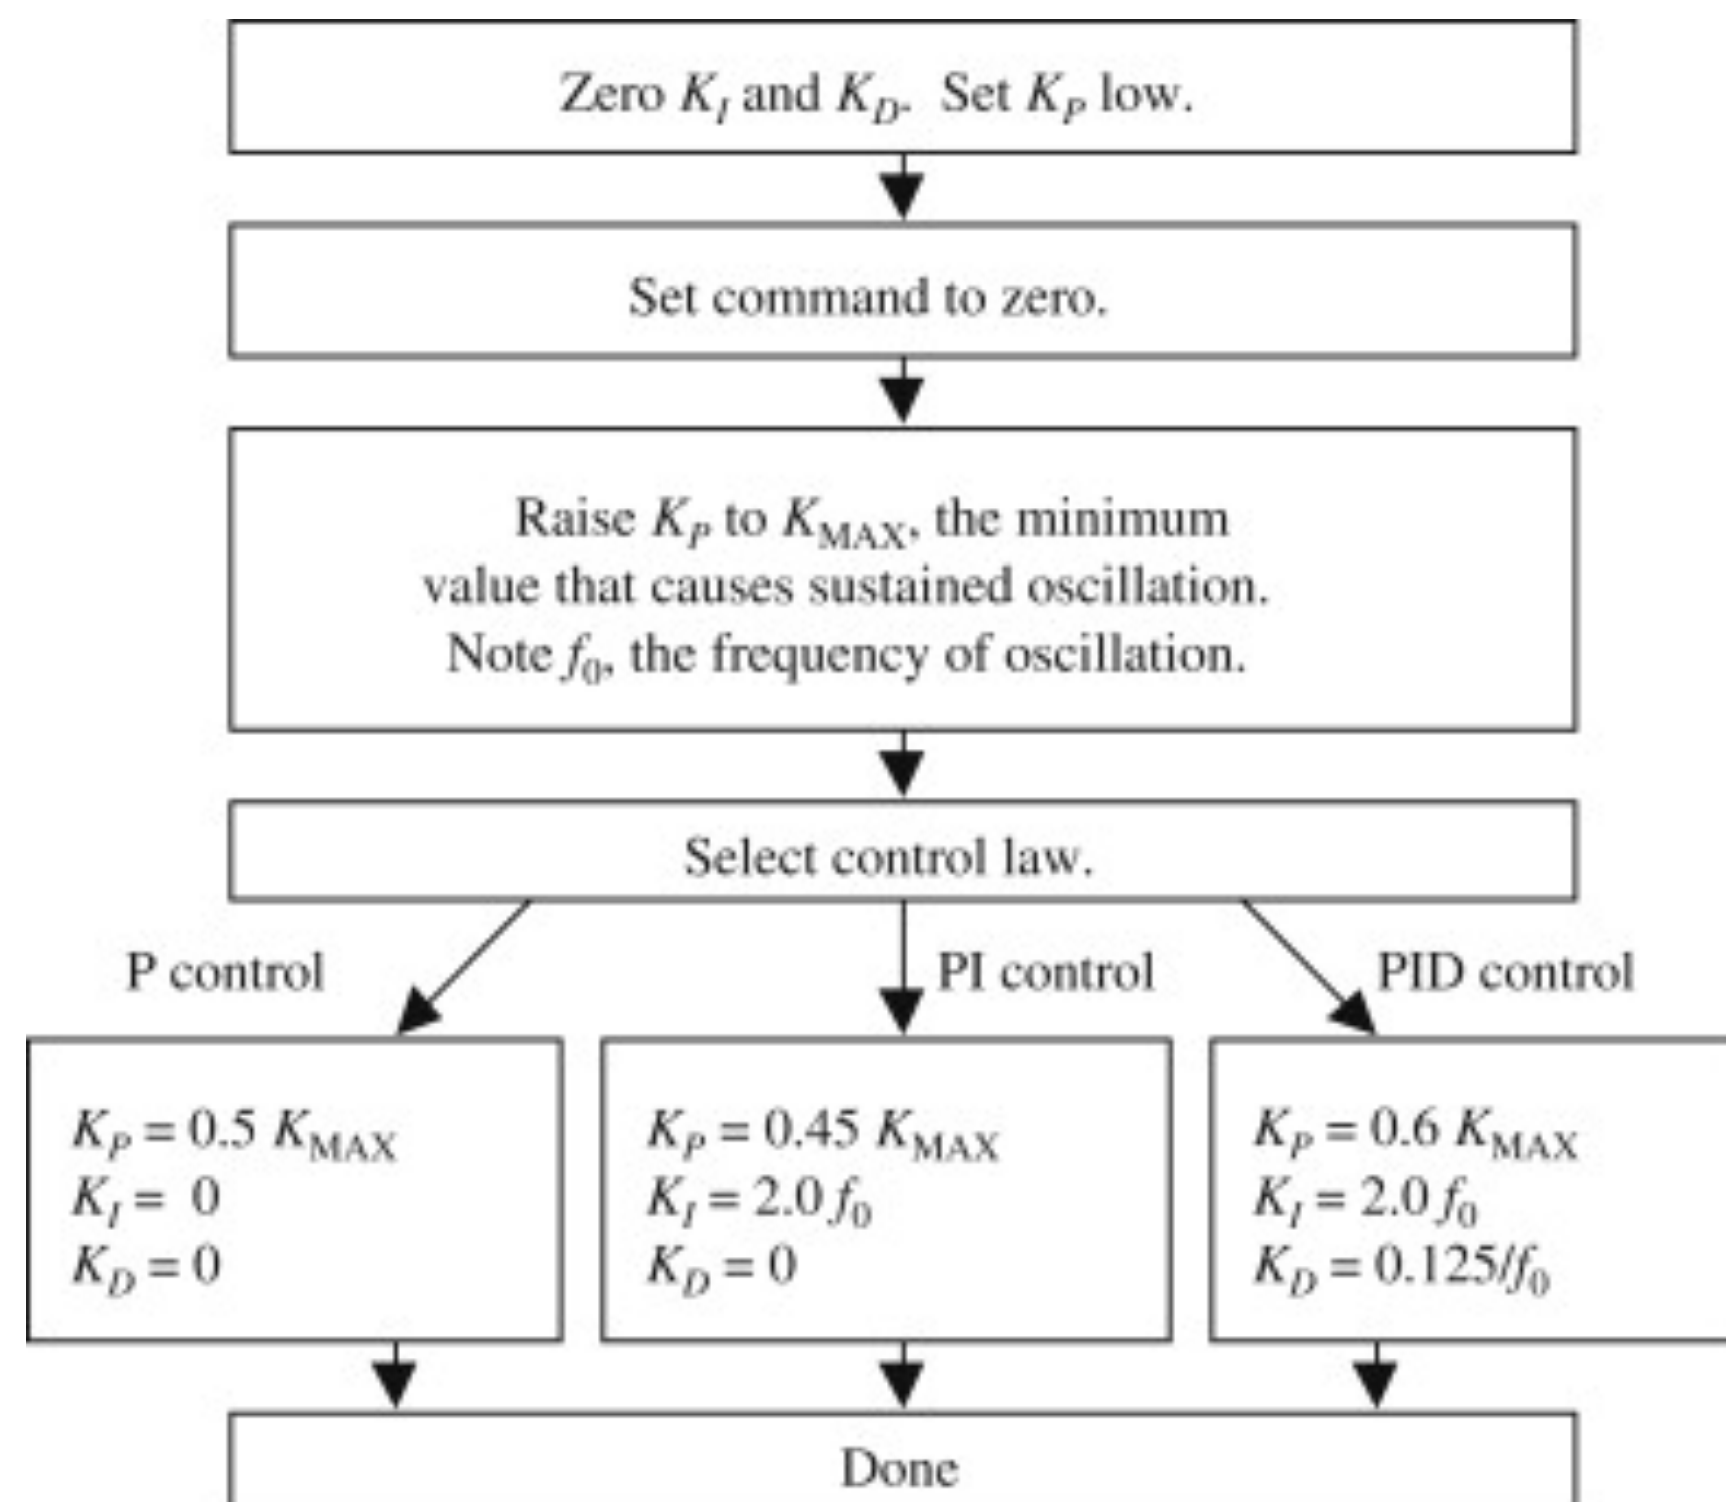 Zero K_I and K_D. Set K_P low.
Set command to zero.
Raise K_P to K_MAX, the minimum
value that causes sustained oscillation.
Note f_0, the frequency of oscillation.
Select control law.
P control
PI control
PID control
K_P = 0.5 K_MAX
K_I = 0
K_D = 0
K_P = 0.45 K_MAX
K_I = 2.0 f_0
K_D = 0
K_P = 0.6 K_MAX
K_I = 2.0 f_0
K_D = 0.125/f_0
Done